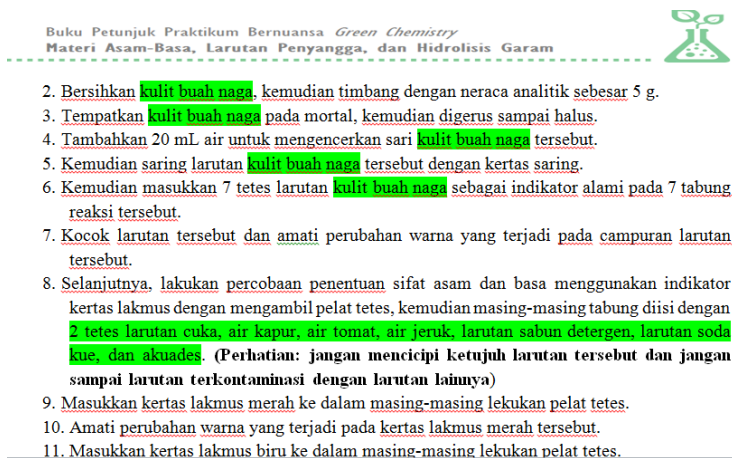 Buku Petunjuk Praktikum Bernuansa Green Chemistry
Materi Asam-Basa, Larutan Penyangga, dan Hidrolisis Garam
2. Bersihkan kulit buah naga, kemudian timbang dengan neraca analitik sebesar 5 g.
3. Tempatkan kulit buah naga pada mortal, kemudian digerus sampai halus.
4. Tambahkan 20 mL air untuk mengencerkan sari kulit buah naga tersebut.
5. Kemudian saring larutan kulit buah naga tersebut dengan kertas saring.
6. Kemudian masukkan 7 tetes larutan kulit buah naga sebagai indikator alami pada 7 tabung
reaksi tersebut.
7. Kocok larutan tersebut dan amati perubahan warna yang terjadi pada campuran larutan
tersebut.
8. Selanjutnya, lakukan percobaan penentuan sifat asam dan basa menggunakan indikator
kertas lakmus dengan mengambil pelat tetes, kemudian masing-masing tabung diisi dengan
2 tetes larutan cuka, air kapur, air tomat, air jeruk, larutan sabun detergen, larutan soda
kue, dan akuades. (Perhatian: jangan mencicipi ketujuh larutan tersebut dan jangan
sampai larutan terkontaminasi dengan larutan lainnya)
9. Masukkan kertas lakmus merah ke dalam masing-masing lekukan pelat tetes.
10. Amati perubahan warna yang terjadi pada kertas lakmus merah tersebut.
11. Masukkan kertas lakmus biru ke dalam masing-masing lekukan pelat tetes.